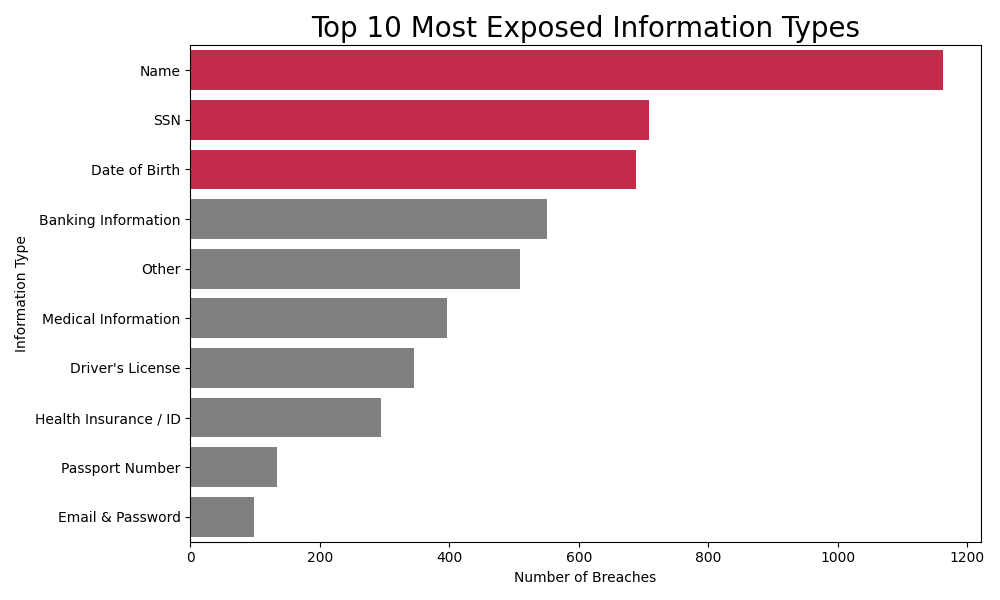 Top 10 Most Exposed Information Types
Name
SSN
Date of Birth
Banking Information
Other
Medical Information
Driver's License
Health Insurance / ID
Passport Number
Email & Password
Information Type
0 200 400 600 800 1000 1200
Number of Breaches